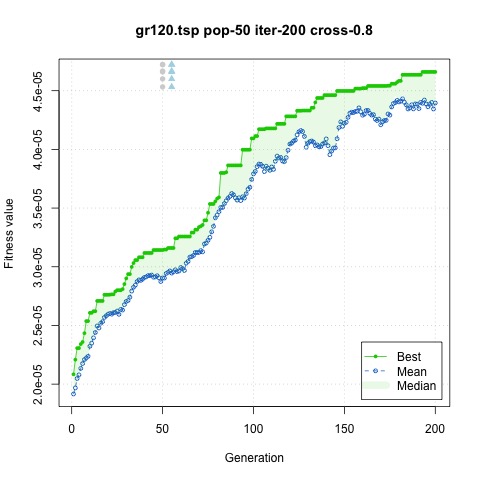 gr120.tsp pop-50 iter-200 cross-0.8
Fitness value
4.5e-05
4.0e-05
3.5e-05
3.0e-05
2.5e-05
2.0e-05
Best
Mean
Median
0 50 100 150 200
Generation